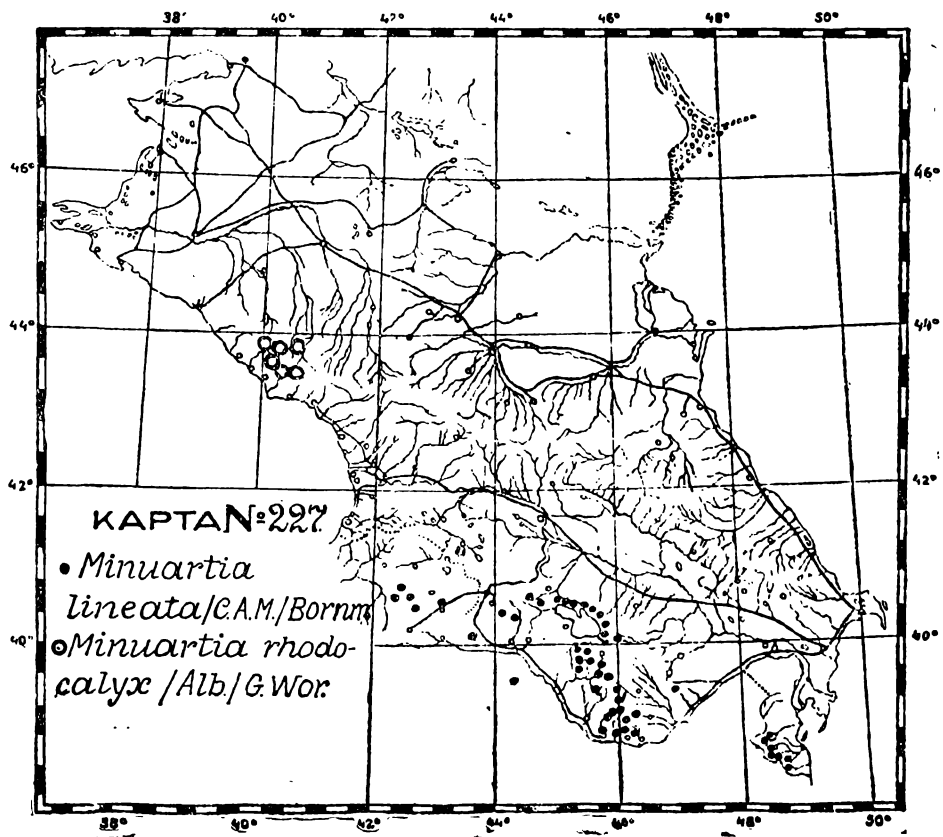 38° 40° 42° 44° 46° 48° 50°
46° 46°
44° 44°
42° 42°
КАРТА № 227
• Minuartia
lineata/C.A.M./Bornm
40° 40°
Minuartia rhodo-
calyx /Alb./G.Wor.
38° 40° 42° 44° 46° 48° 50°